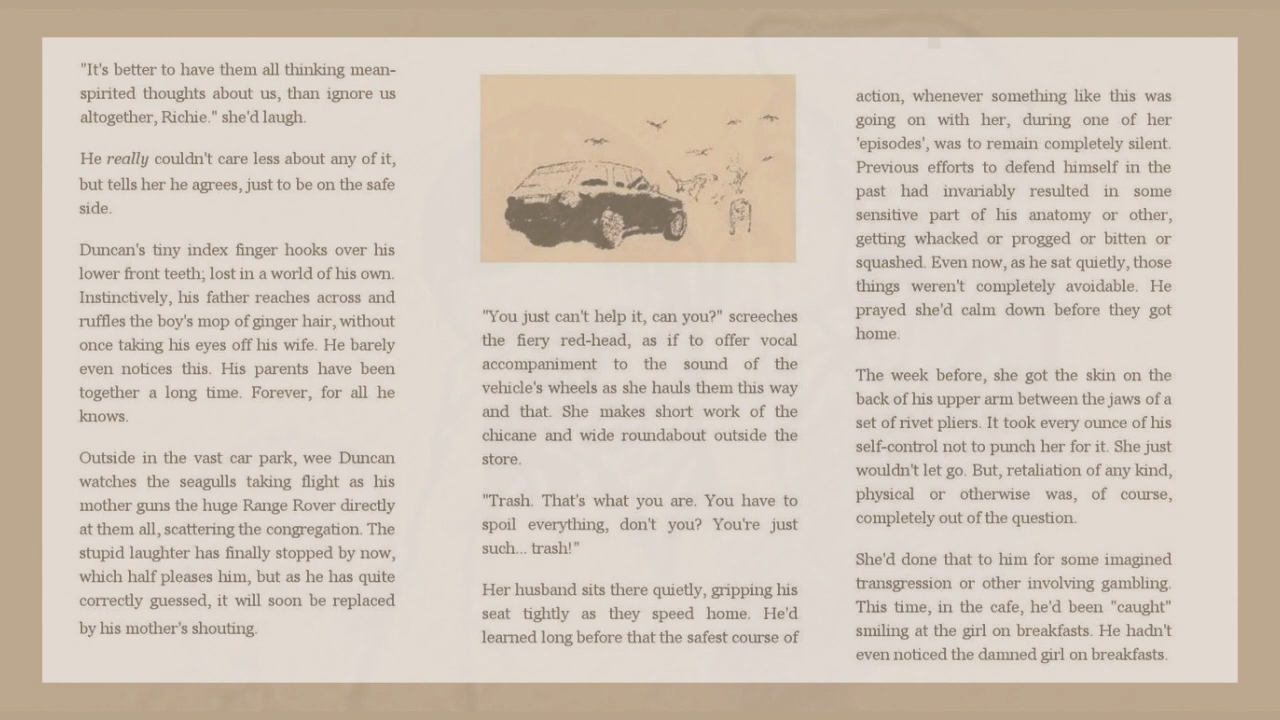 "It's better to have them all thinking mean-
spirited thoughts about us, than ignore us
altogether, Richie." she'd laugh.
He really couldn't care less about any of it,
but tells her he agrees, just to be on the safe
side.
Duncan's tiny index finger hooks over his
lower front teeth; lost in a world of his own.
Instinctively, his father reaches across and
ruffles the boy's mop of ginger hair, without
once taking his eyes off his wife. He barely
even notices this. His parents have been
together a long time. Forever, for all he
knows.
Outside in the vast car park, wee Duncan
watches the seagulls taking flight as his
mother guns the huge Range Rover directly
at them all, scattering the congregation. The
stupid laughter has finally stopped by now,
which half pleases him, but as he has quite
correctly guessed, it will soon be replaced
by his mother's shouting.
"You just can't help it, can you?" screeches
the fiery red-head, as if to offer vocal
accompaniment to the sound of the
vehicle's wheels as she hauls them this way
and that. She makes short work of the
chicane and wide roundabout outside the
store.
"Trash. That's what you are. You have to
spoil everything, don't you? You're just
such... trash!"
Her husband sits there quietly, gripping his
seat tightly as they speed home. He'd
learned long before that the safest course of
action, whenever something like this was
going on with her, during one of her
'episodes', was to remain completely silent.
Previous efforts to defend himself in the
past had invariably resulted in some
sensitive part of his anatomy or other,
getting whacked or progged or bitten or
squashed. Even now, as he sat quietly, those
things weren't completely avoidable. He
prayed she'd calm down before they got
home.
The week before, she got the skin on the
back of his upper arm between the jaws of a
set of rivet pliers. It took every ounce of his
self-control not to punch her for it. She just
wouldn't let go. But, retaliation of any kind,
physical or otherwise was, of course,
completely out of the question.
She'd done that to him for some imagined
transgression or other involving gambling.
This time, in the cafe, he'd been "caught"
smiling at the girl on breakfasts. He hadn't
even noticed the damned girl on breakfasts.